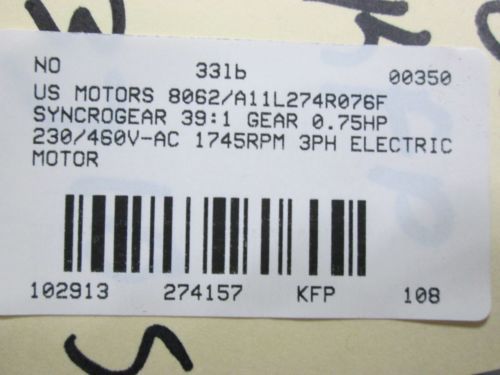 NO 33lb 00350
US MOTORS 8062/A11L274R076F
SYNCROGEAR 39:1 GEAR 0.75HP
230/460V-AC 1745RPM 3PH ELECTRIC
MOTOR
102913 274157 KFP 108